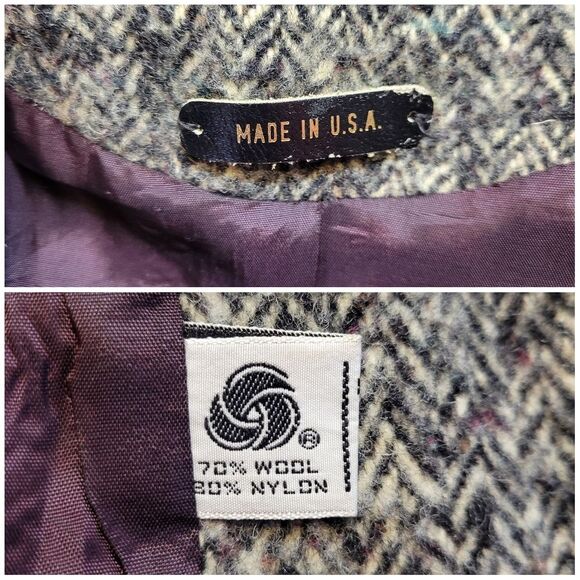 MADE IN U.S.A.
®
70% WOOL
30% NYLON